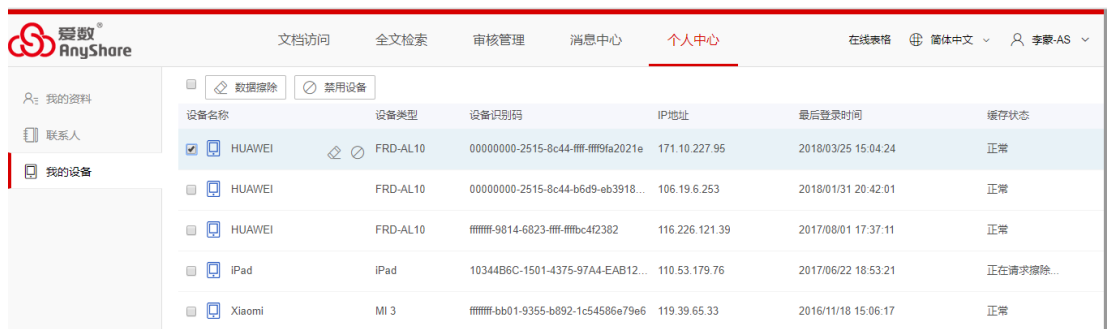 爱数®
AnyShare
文档访问 全文检索 审核管理 消息中心 个人中心 在线表格 简体中文 李蒙-AS
我的资料
联系人
我的设备
数据擦除 禁用设备
设备名称 设备类型 设备识别码 IP地址 最后登录时间 缓存状态
HUAWEI FRD-AL10 00000000-2515-8c44-ffff-ffff9fa2021e 171.10.227.95 2018/03/25 15:04:24 正常
HUAWEI FRD-AL10 00000000-2515-8c44-b6d9-eb3918... 106.19.6.253 2018/01/31 20:42:01 正常
HUAWEI FRD-AL10 ffffffff-9814-6823-ffff-ffffbc4f2382 116.226.121.39 2017/08/01 17:37:11 正常
iPad iPad 10344B6C-1501-4375-97A4-EAB12... 110.53.179.76 2017/06/22 18:53:21 正在请求擦除...
Xiaomi MI 3 ffffffff-bb01-9355-b892-1c54586e79e6 119.39.65.33 2016/11/18 15:06:17 正常